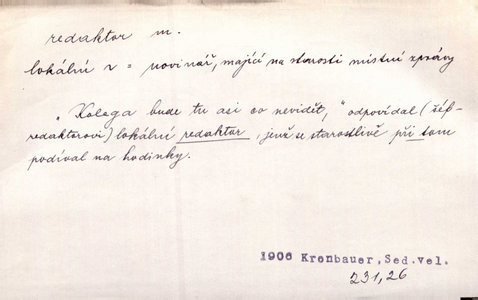 redaktor m.
lokální r = novinář, mající na starosti místní zprávy
„Kolega bude tu asi co nevidět,“ odpovídal (šéf-
redaktorovi) lokální redaktor, jenž se starostlivě při tom
podíval na hodinky.
1906 Kronbauer, Sed. vel.
231,26